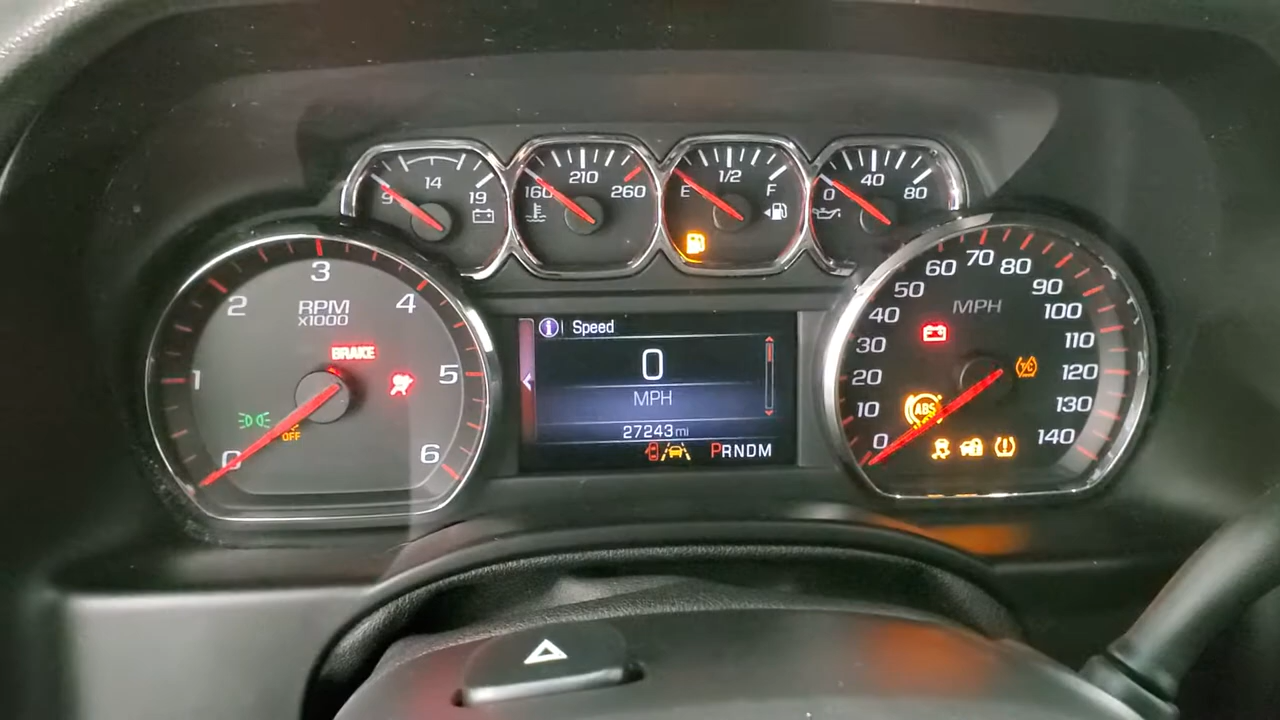 9 14 19
160 210 260
E 1/2 F
0 40 80
0 1 2 3 4 5 6
RPM
x1000
BRAKE
OFF
i Speed
0
MPH
27243 mi
PRNDM
0 10 20 30 40 50 60 70 80 90 100 110 120 130 140
MPH
ABS